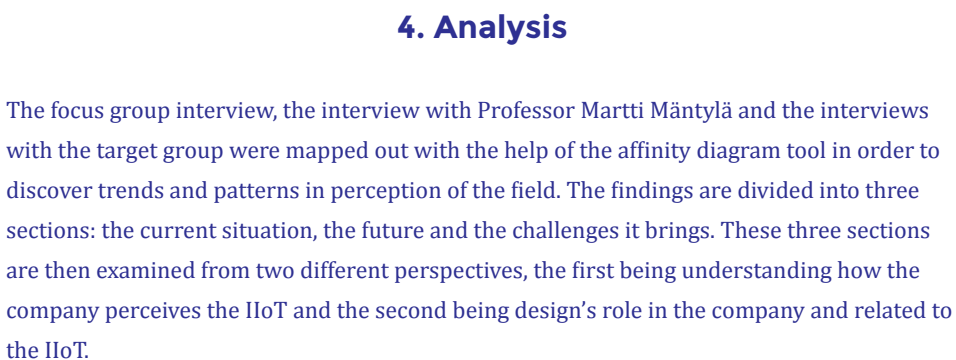 4. Analysis
The focus group interview, the interview with Professor Martti Mäntylä and the interviews
with the target group were mapped out with the help of the affinity diagram tool in order to
discover trends and patterns in perception of the field. The findings are divided into three
sections: the current situation, the future and the challenges it brings. These three sections
are then examined from two different perspectives, the first being understanding how the
company perceives the IIoT and the second being design’s role in the company and related to
the IIoT.